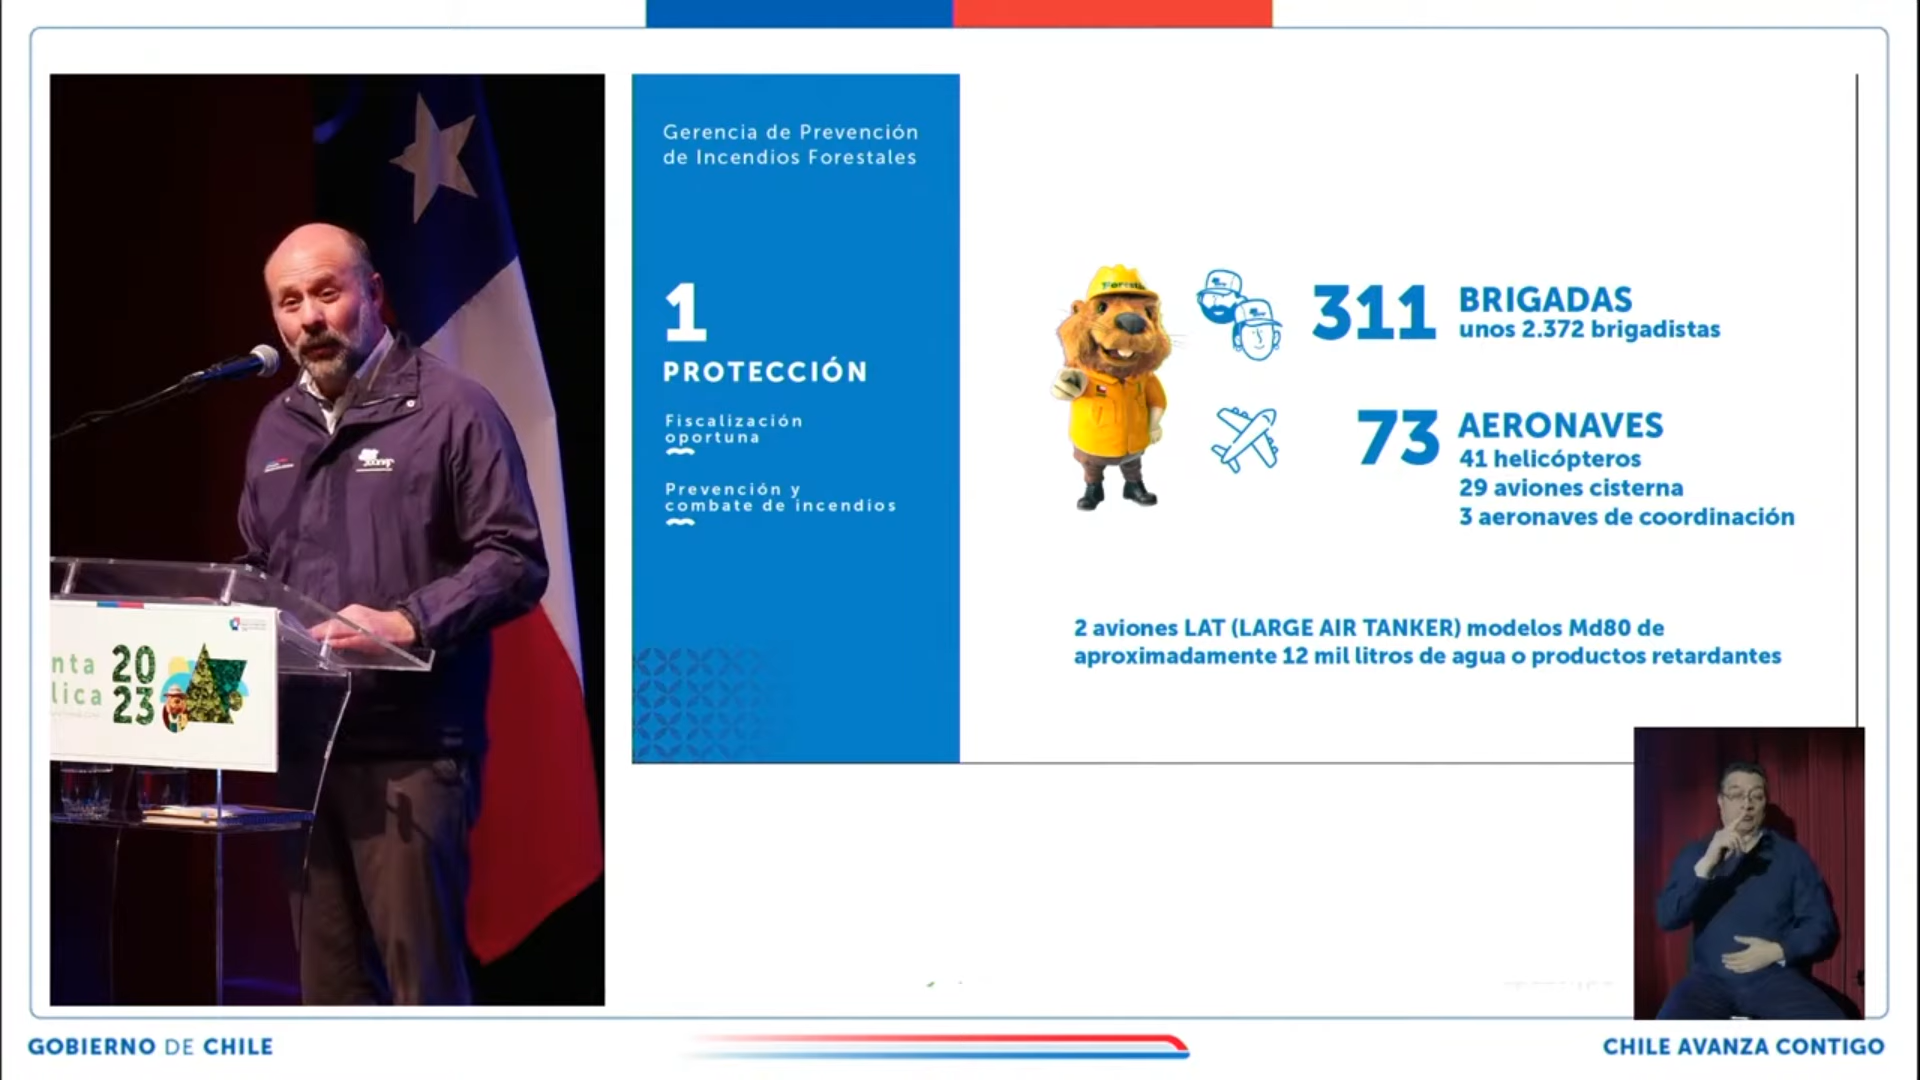 Gerencia de Prevención
de Incendios Forestales
1
PROTECCIÓN
Fiscalización
oportuna
Prevención y
combate de incendios
311 BRIGADAS
unos 2.372 brigadistas
73 AERONAVES
41 helicópteros
29 aviones cisterna
3 aeronaves de coordinación
2 aviones LAT (LARGE AIR TANKER) modelos Md80 de
aproximadamente 12 mil litros de agua o productos retardantes
nta
lica
20
23
GOBIERNO DE CHILE
CHILE AVANZA CONTIGO